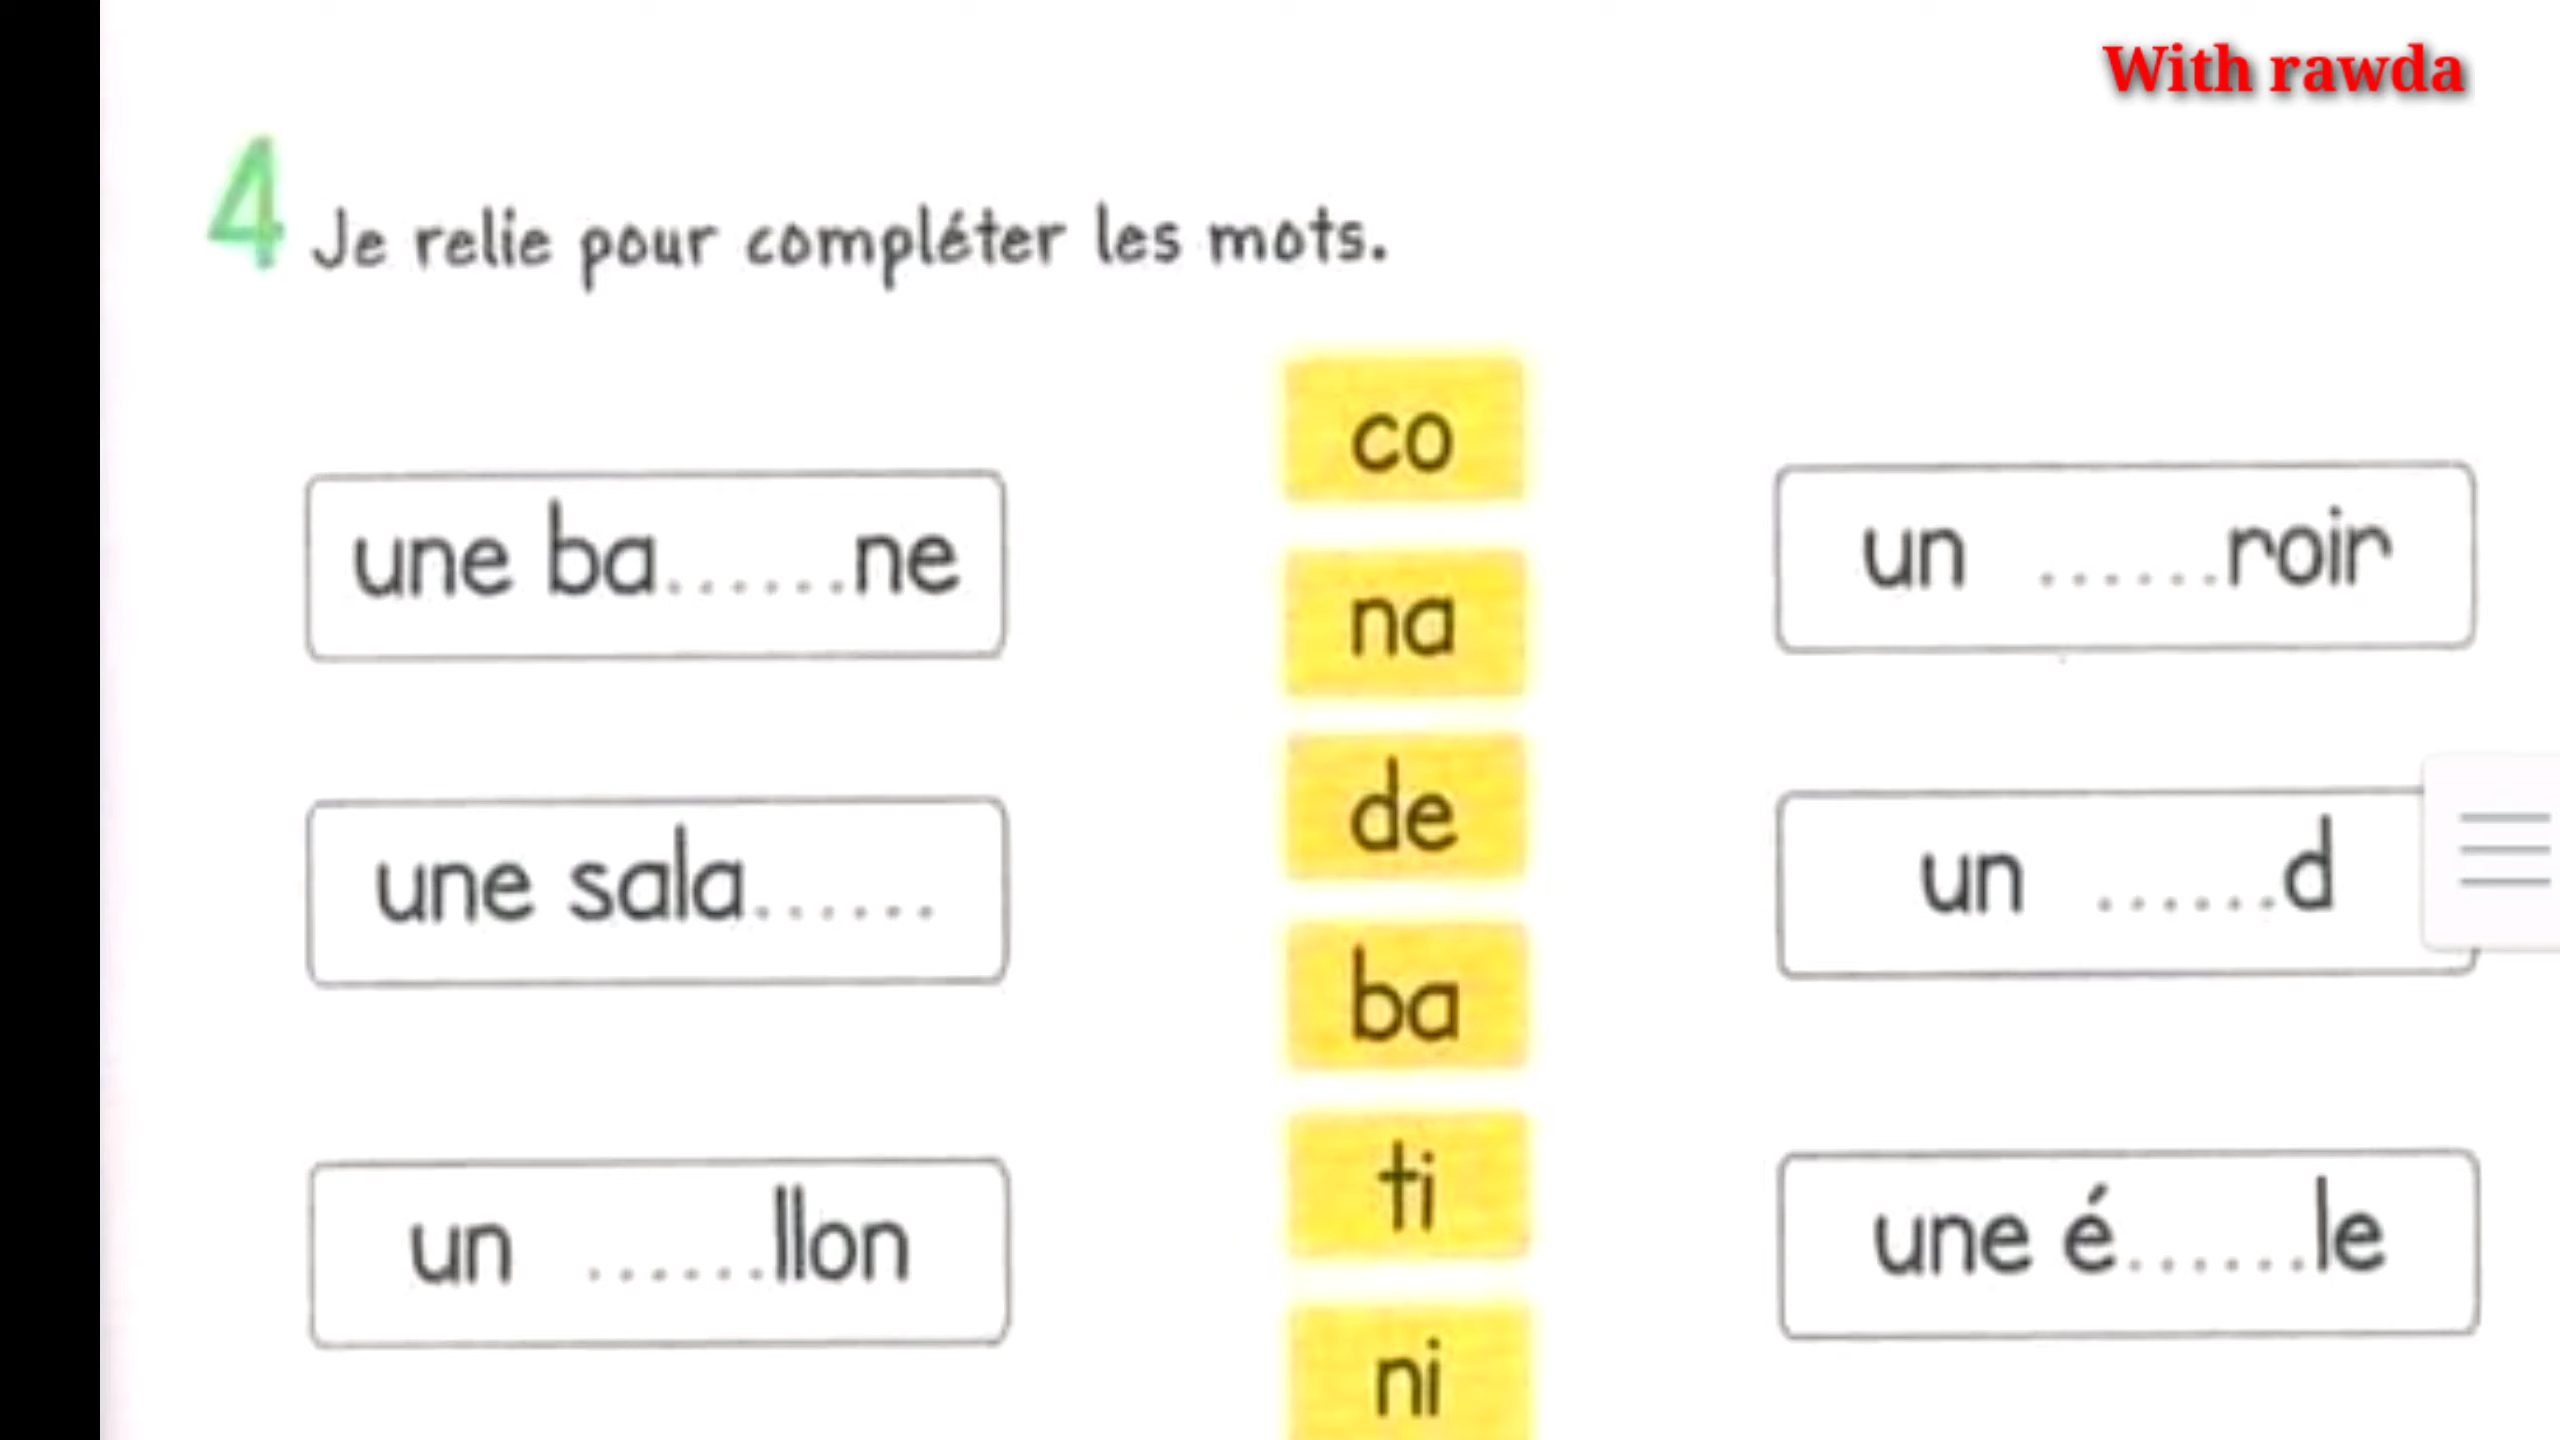 With rawda
4 Je relie pour compléter les mots.
co
une ba......ne
un ......roir
na
de
une sala......
un ......d
ba
ti
un ......llon
une é......le
ni